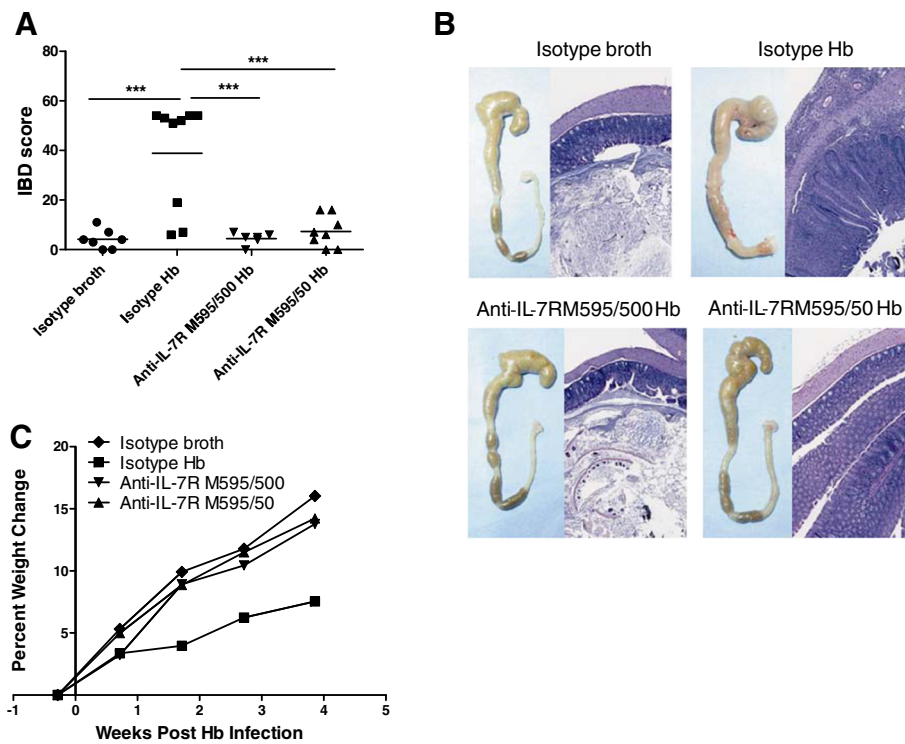 A
80
60
40
20
0
IBD score
***
***
***
Isotype broth
Isotype Hb
Anti-IL-7R M595/500 Hb
Anti-IL-7R M595/50 Hb
B
Isotype broth
Isotype Hb
Anti-IL-7RM595/500 Hb
Anti-IL-7RM595/50 Hb
C
Isotype broth
Isotype Hb
Anti-IL-7R M595/500
Anti-IL-7R M595/50
20
15
10
5
Percent Weight Change
-1 0 1 2 3 4 5
Weeks Post Hb Infection